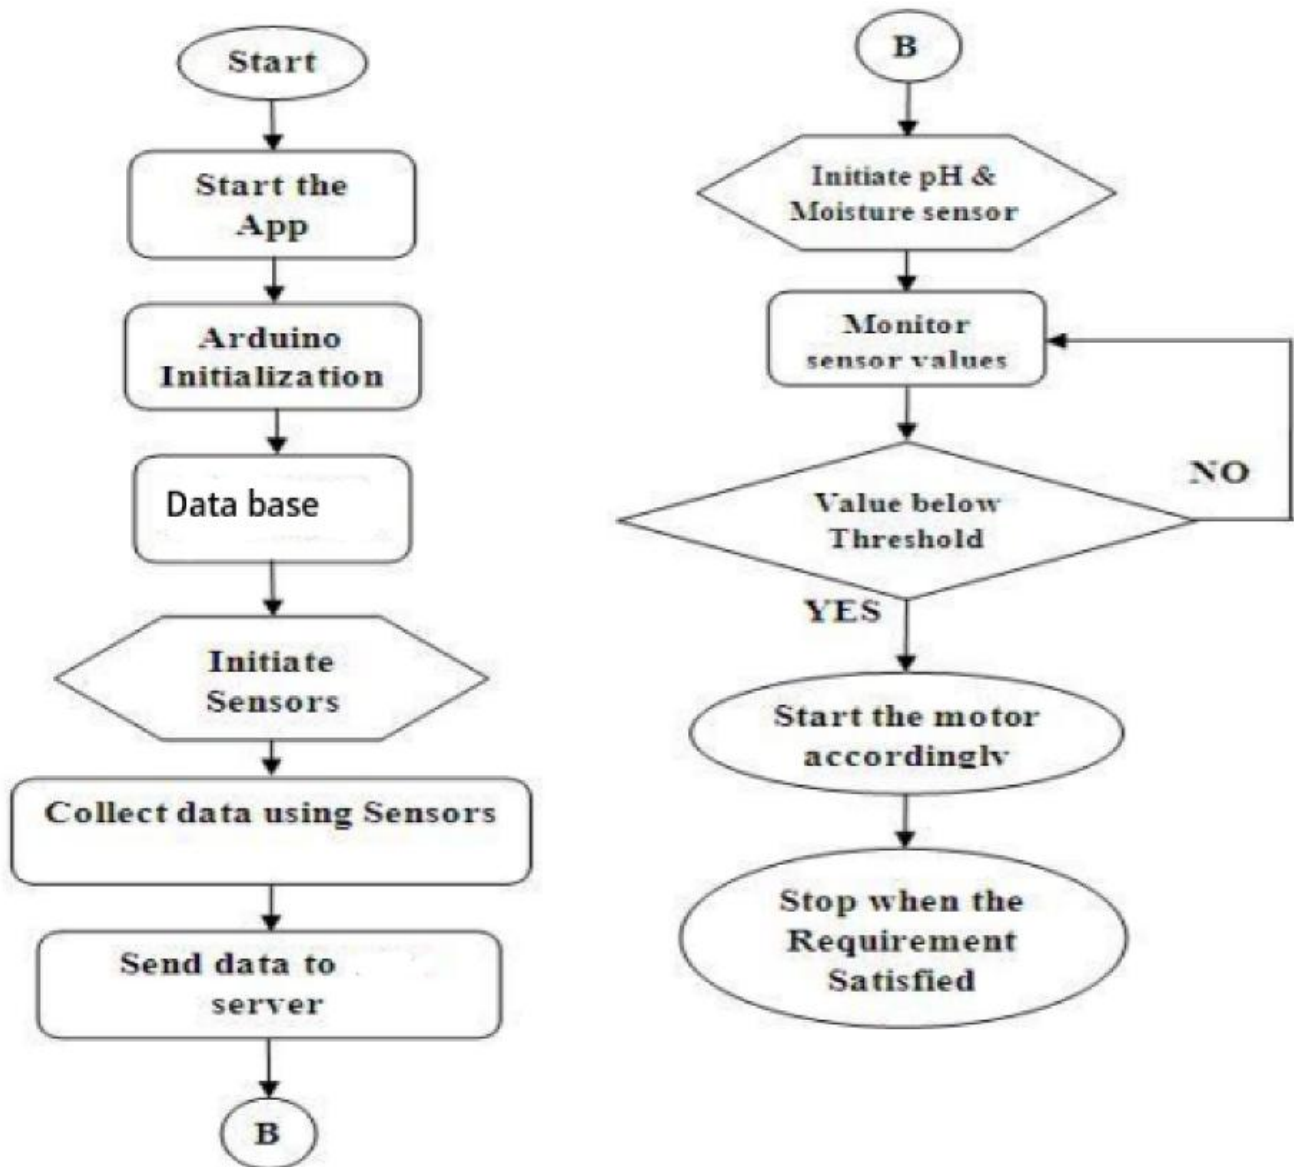 Start
Start the
App
Arduino
Initialization
Data base
Initiate
Sensors
Collect data using Sensors
Send data to
server
B
B
Initiate pH &
Moisture sensor
Monitor
sensor values
NO
Value below
Threshold
YES
Start the motor
accordingly
Stop when the
Requirement
Satisfied